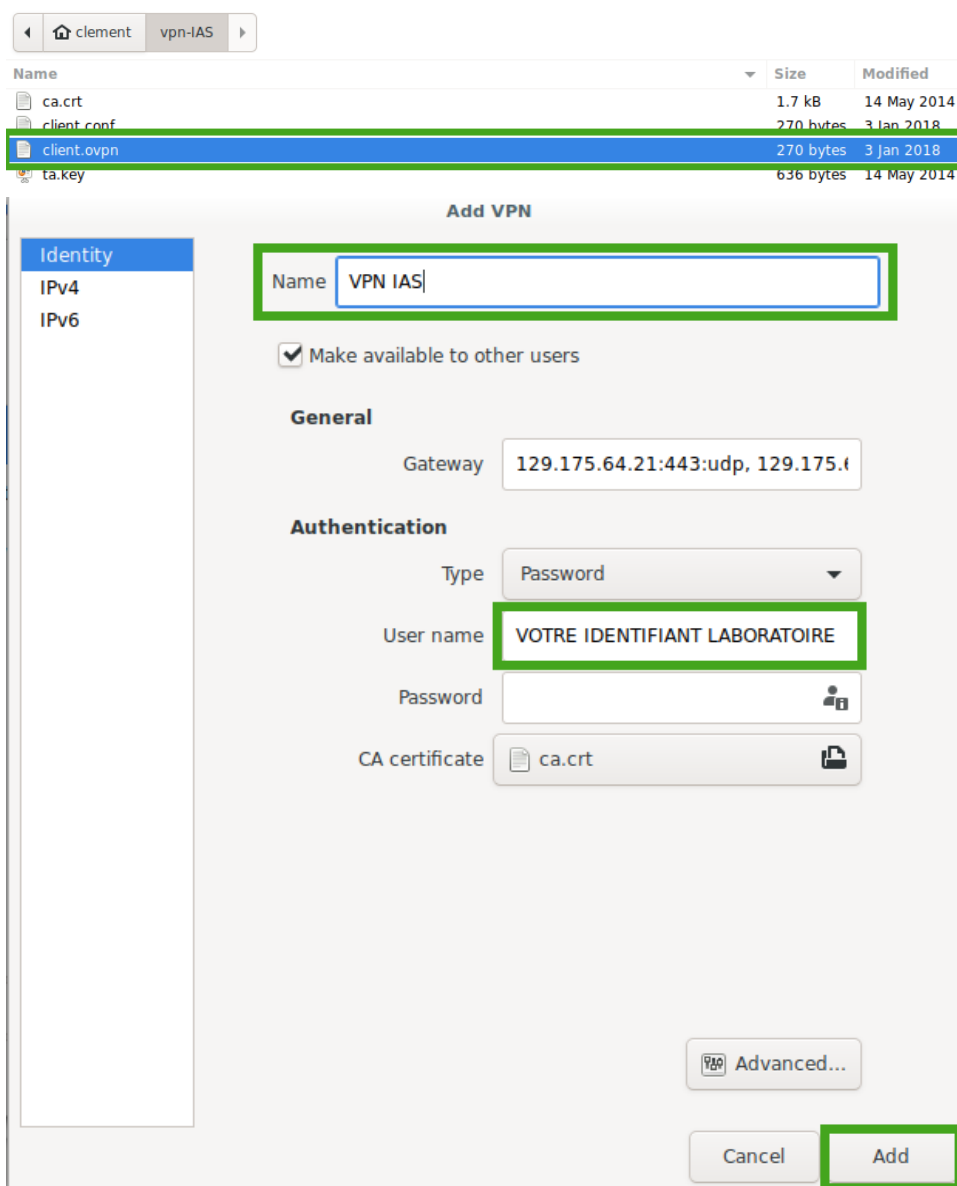 clement vpn-IAS
Name Size Modified
ca.crt 1.7 kB 14 May 2014
client.conf 270 bytes 3 Jan 2018
client.ovpn 270 bytes 3 Jan 2018
ta.key 636 bytes 14 May 2014
Add VPN
Identity
IPv4
IPv6
Name VPN IAS
Make available to other users
General
Gateway 129.175.64.21:443:udp, 129.175.6
Authentication
Type Password
User name VOTRE IDENTIFIANT LABORATOIRE
Password
CA certificate ca.crt
Advanced...
Cancel Add